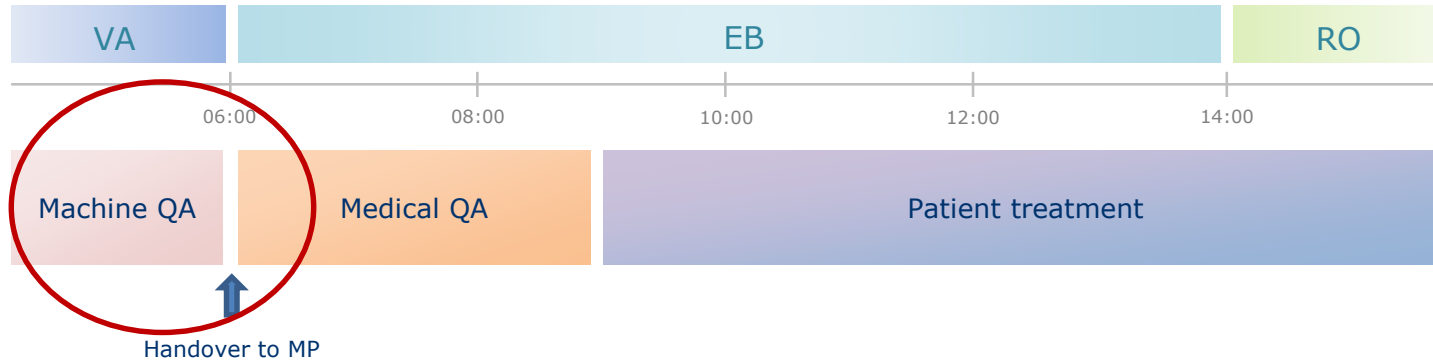 VA EB RO
06:00 08:00 10:00 12:00 14:00
Machine QA Medical QA Patient treatment
Handover to MP